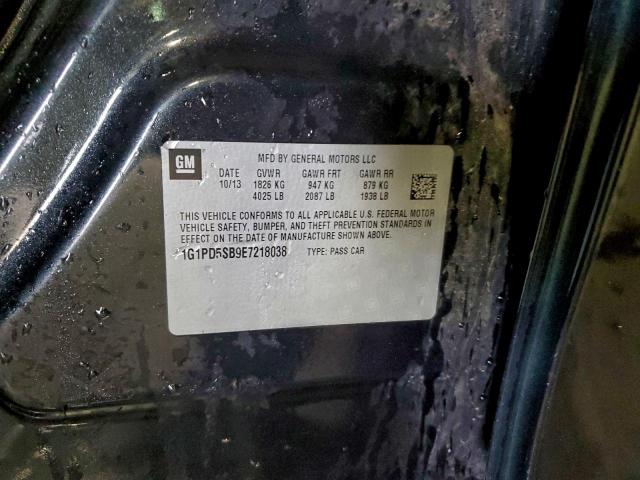 GM
MFD BY GENERAL MOTORS LLC
DATE GVWR GAWR FRT GAWR RR
10/13 1826 KG 947 KG 879 KG
4025 LB 2087 LB 1938 LB
THIS VEHICLE CONFORMS TO ALL APPLICABLE U.S. FEDERAL MOTOR
VEHICLE SAFETY, BUMPER, AND THEFT PREVENTION STANDARDS IN
EFFECT ON THE DATE OF MANUFACTURE SHOWN ABOVE.
1G1PD5SB9E7218038 TYPE: PASS CAR